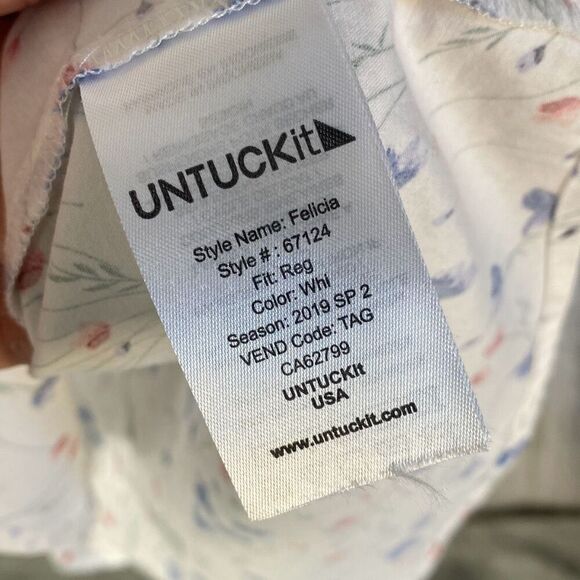 UNTUCKit
Style Name: Felicia
Style # : 67124
Fit: Reg
Color: Whi
Season: 2019 SP 2
VEND Code: TAG
CA62799
UNTUCKIt
USA
www.untuckit.com